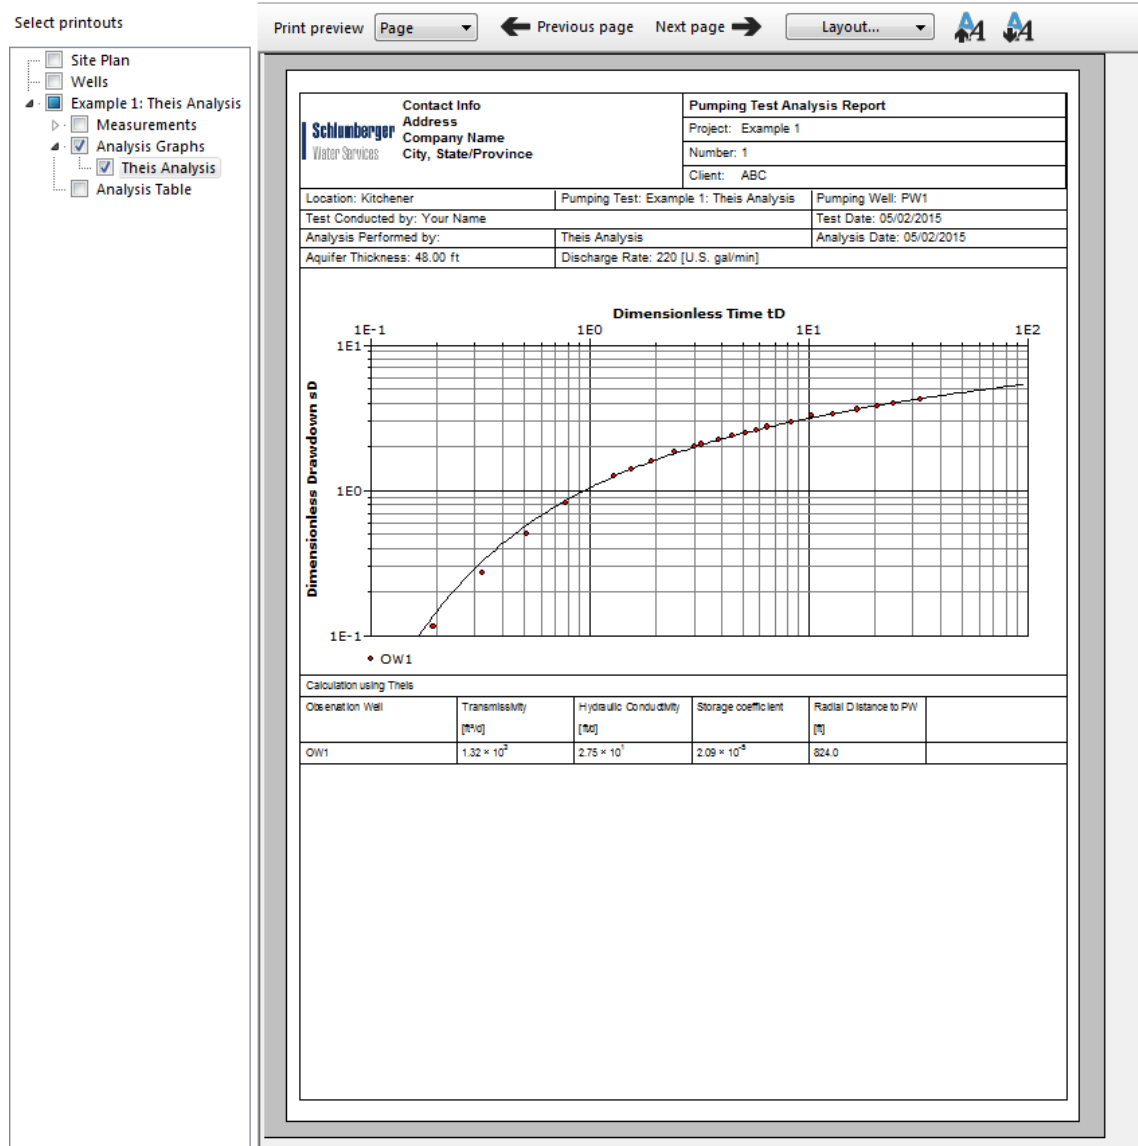 Select printouts
Site Plan
Wells
Example 1: Theis Analysis
Measurements
Analysis Graphs
Theis Analysis
Analysis Table
Print preview Page Previous page Next page Layout... AA AA
Schlumberger
Water Services
Contact Info
Address
Company Name
City, State/Province
Pumping Test Analysis Report
Project: Example 1
Number: 1
Client: ABC
Location: Kitchener Pumping Test: Example 1: Theis Analysis Pumping Well: PW1
Test Conducted by: Your Name Test Date: 05/02/2015
Analysis Performed by: Theis Analysis Analysis Date: 05/02/2015
Aquifer Thickness: 48.00 ft Discharge Rate: 220 [U.S. gal/min]
Dimensionless Time tD
1E-1 1E0 1E1 1E2
1E1
Dimensionless Drawdown sD
1E0
1E-1
OW1
Calculation using Theis
Observation Well Transmissivity Hydraulic Conductivity Storage coefficient Radial Distance to PW
[ft²/d] [ft/d] [ft]
OW1 1.32 × 10³ 2.75 × 10¹ 2.09 × 10⁻⁵ 824.0